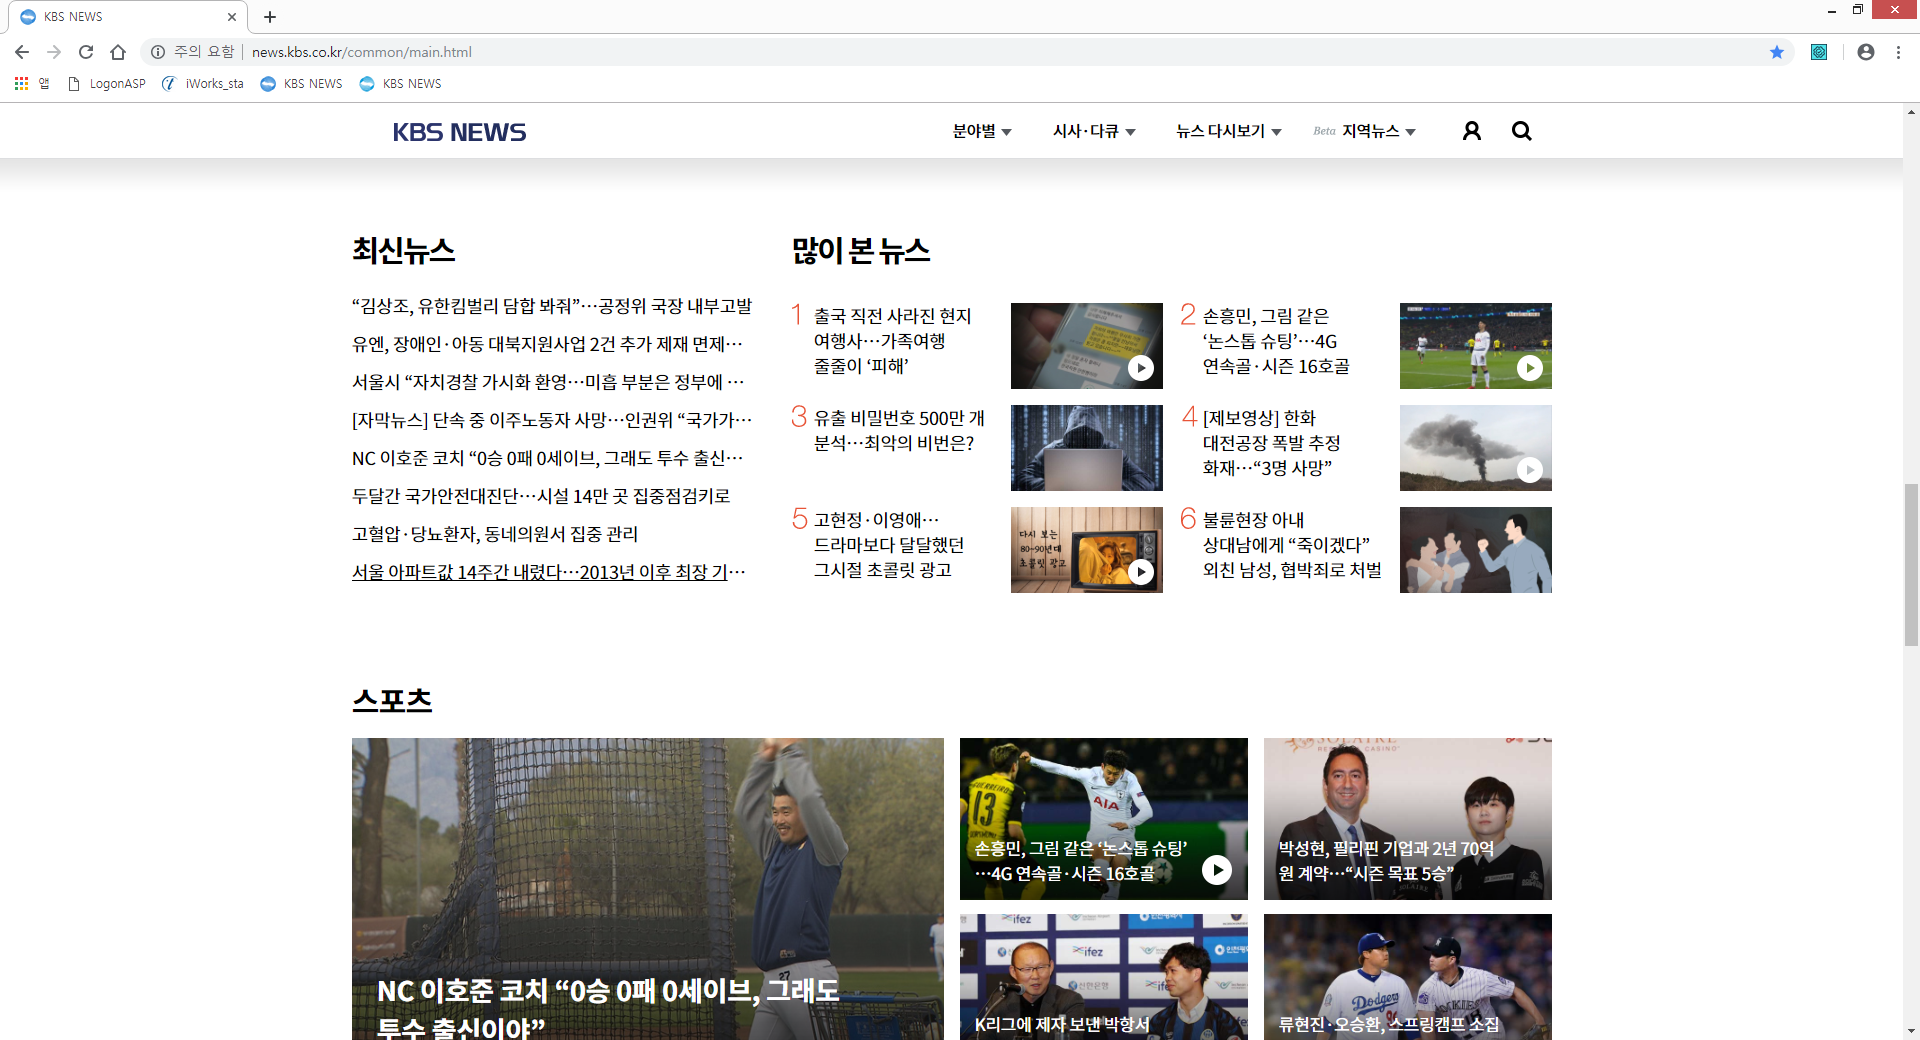 KBS NEWS
주의 요함
news.kbs.co.kr/common/main.html
앱
LogonASP
iWorks_sta
KBS NEWS
KBS NEWS
KBS NEWS
분야별
시사·다큐
뉴스 다시보기
Beta 지역뉴스
최신뉴스
“김상조, 유한킴벌리 담합 봐줘”…공정위 국장 내부고발
유엔, 장애인·아동 대북지원사업 2건 추가 제재 면제…
서울시 “자치경찰 가시화 환영…미흡 부분은 정부에 …
[자막뉴스] 단속 중 이주노동자 사망…인권위 “국가가…
NC 이호준 코치 “0승 0패 0세이브, 그래도 투수 출신…
두달간 국가안전대진단…시설 14만 곳 집중점검키로
고혈압·당뇨환자, 동네의원서 집중 관리
서울 아파트값 14주간 내렸다…2013년 이후 최장 기…
많이 본 뉴스
1 출국 직전 사라진 현지
여행사…가족여행
줄줄이 ‘피해’
2 손흥민, 그림 같은
‘논스톱 슈팅’…4G
연속골·시즌 16호골
3 유출 비밀번호 500만 개
분석…최악의 비번은?
4 [제보영상] 한화
대전공장 폭발 추정
화재…“3명 사망”
5 고현정·이영애…
드라마보다 달달했던
그시절 초콜릿 광고
다시 보는
80~90년대
초콜릿 광고
6 불륜현장 아내
상대남에게 “죽이겠다”
외친 남성, 협박죄로 처벌
스포츠
27
NC 이호준 코치 “0승 0패 0세이브, 그래도
투수 출신이야”
GUERREIRO
13
AIA
손흥민, 그림 같은 ‘논스톱 슈팅’
…4G 연속골·시즌 16호골
SOLAIRE
CASINO
박성현, 필리핀 기업과 2년 70억
원 계약…“시즌 목표 5승”
ifez
ifez
ifez
신한은행
K리그에 제자 보낸 박항서
Dodgers
류현진·오승환, 스프링캠프 소집